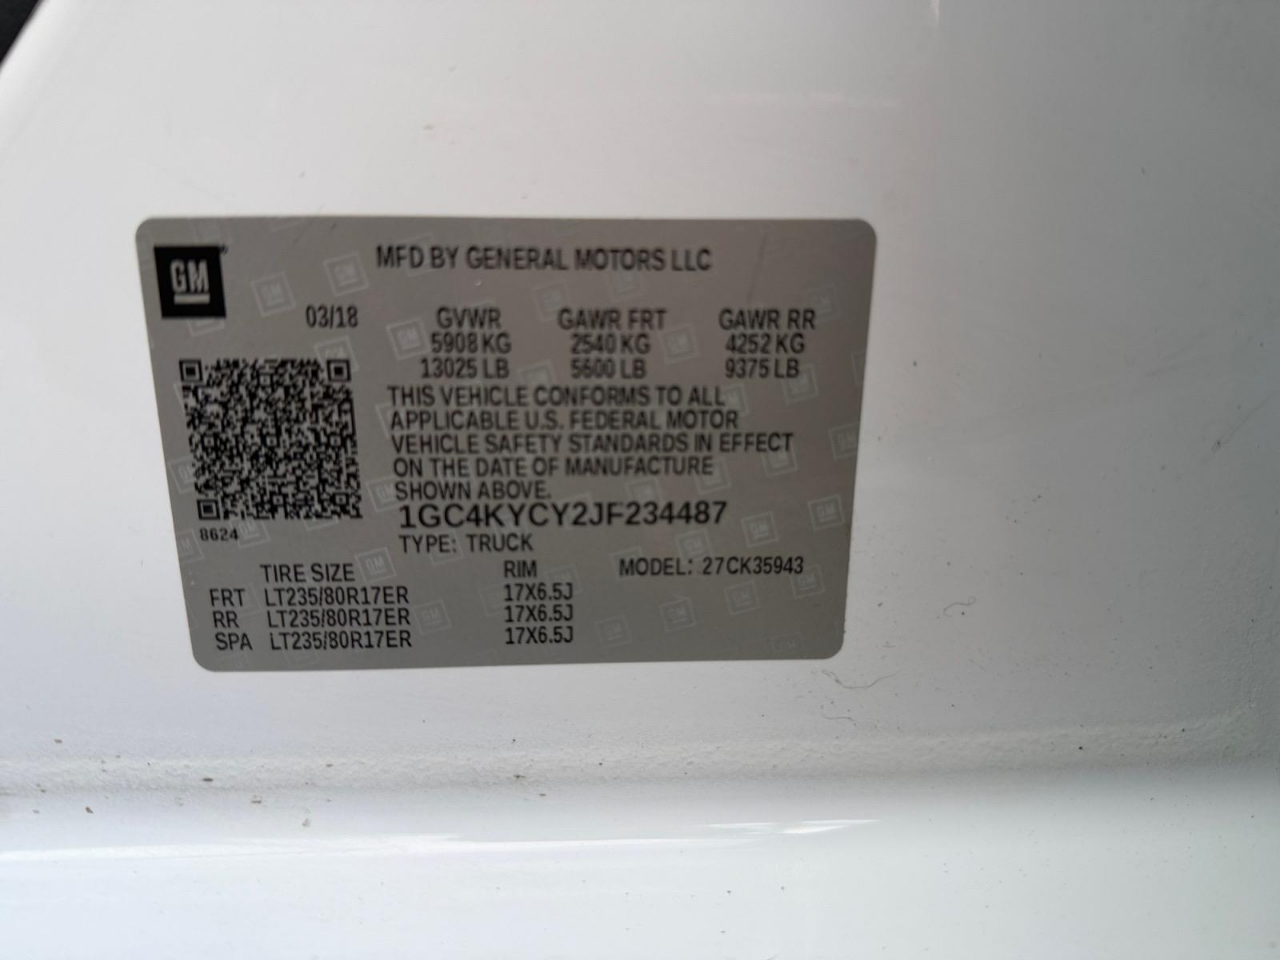 GM
MFD BY GENERAL MOTORS LLC
03/18 GVWR GAWR FRT GAWR RR
5908 KG 2540 KG 4252 KG
13025 LB 5600 LB 9375 LB
THIS VEHICLE CONFORMS TO ALL
APPLICABLE U.S. FEDERAL MOTOR
VEHICLE SAFETY STANDARDS IN EFFECT
ON THE DATE OF MANUFACTURE
SHOWN ABOVE.
8624
1GC4KYCY2JF234487
TYPE: TRUCK
TIRE SIZE RIM MODEL: 27CK35943
FRT LT235/80R17ER 17X6.5J
RR LT235/80R17ER 17X6.5J
SPA LT235/80R17ER 17X6.5J